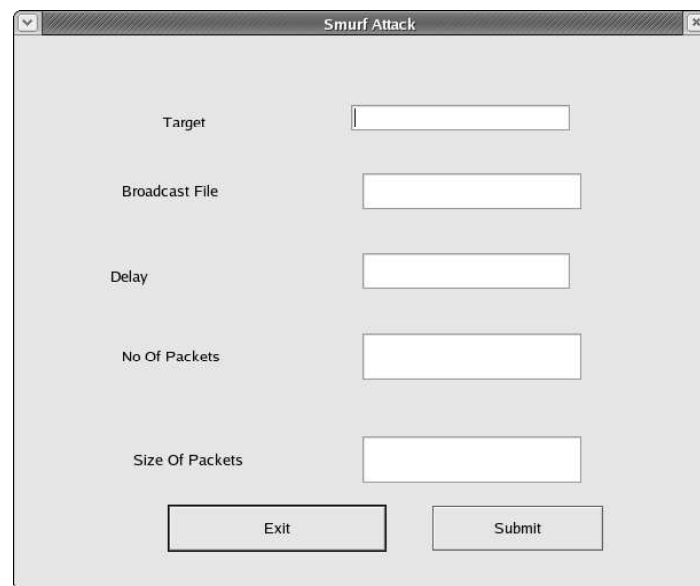 Smurf Attack
Target
Broadcast File
Delay
No Of Packets
Size Of Packets
Exit
Submit